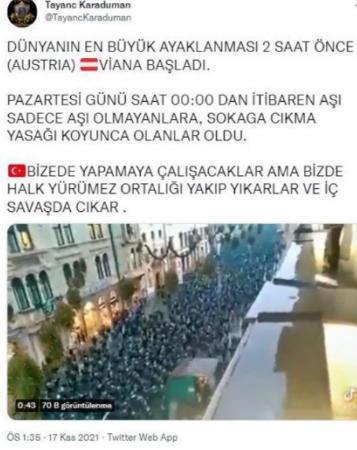 Tayanc Karaduman
@TayancKaraduman
DÜNYANIN EN BÜYÜK AYAKLANMASI 2 SAAT ÖNCE
(AUSTRIA) 🇦🇹VİANA BAŞLADI.
PAZARTESİ GÜNÜ SAAT 00:00 DAN İTİBAREN AŞI
SADECE AŞI OLMAYANLARA, SOKAGA CIKMA
YASAĞI KOYUNCA OLANLAR OLDU.
🇹🇷BİZEDE YAPAMAYA ÇALIŞACAKLAR AMA BİZDE
HALK YÜRÜMEZ ORTALIĞI YAKIP YIKARLAR VE İÇ
SAVAŞDA CIKAR .
0:43 70 B görüntülenme
ÖS 1:35 · 17 Kas 2021 · Twitter Web App